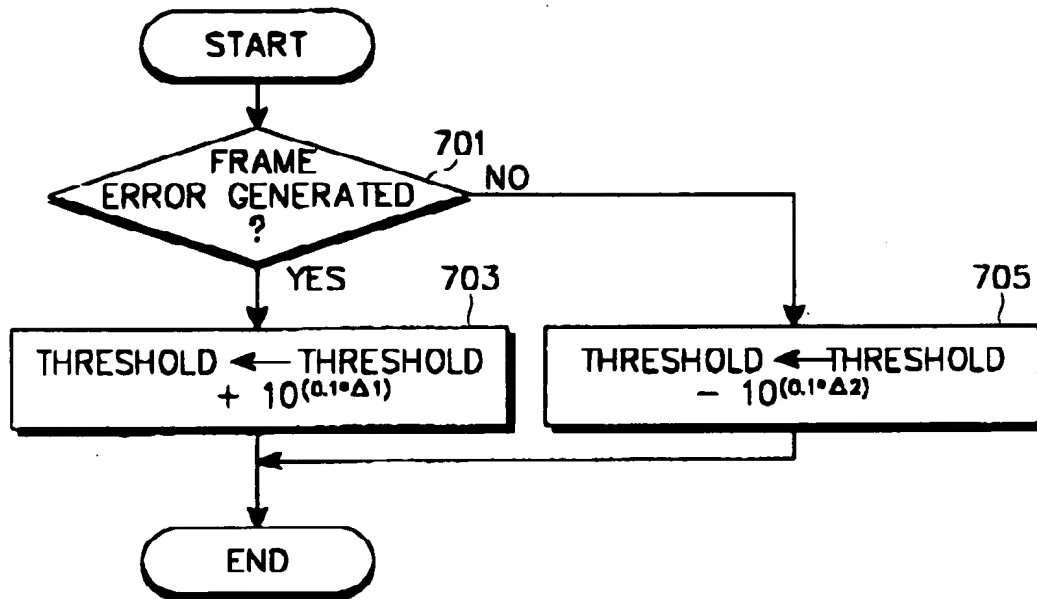 START
701
FRAME
ERROR GENERATED
?
NO
YES
703
THRESHOLD ← THRESHOLD
+ 10(0.1*Δ1)
705
THRESHOLD ← THRESHOLD
- 10(0.1*Δ2)
END